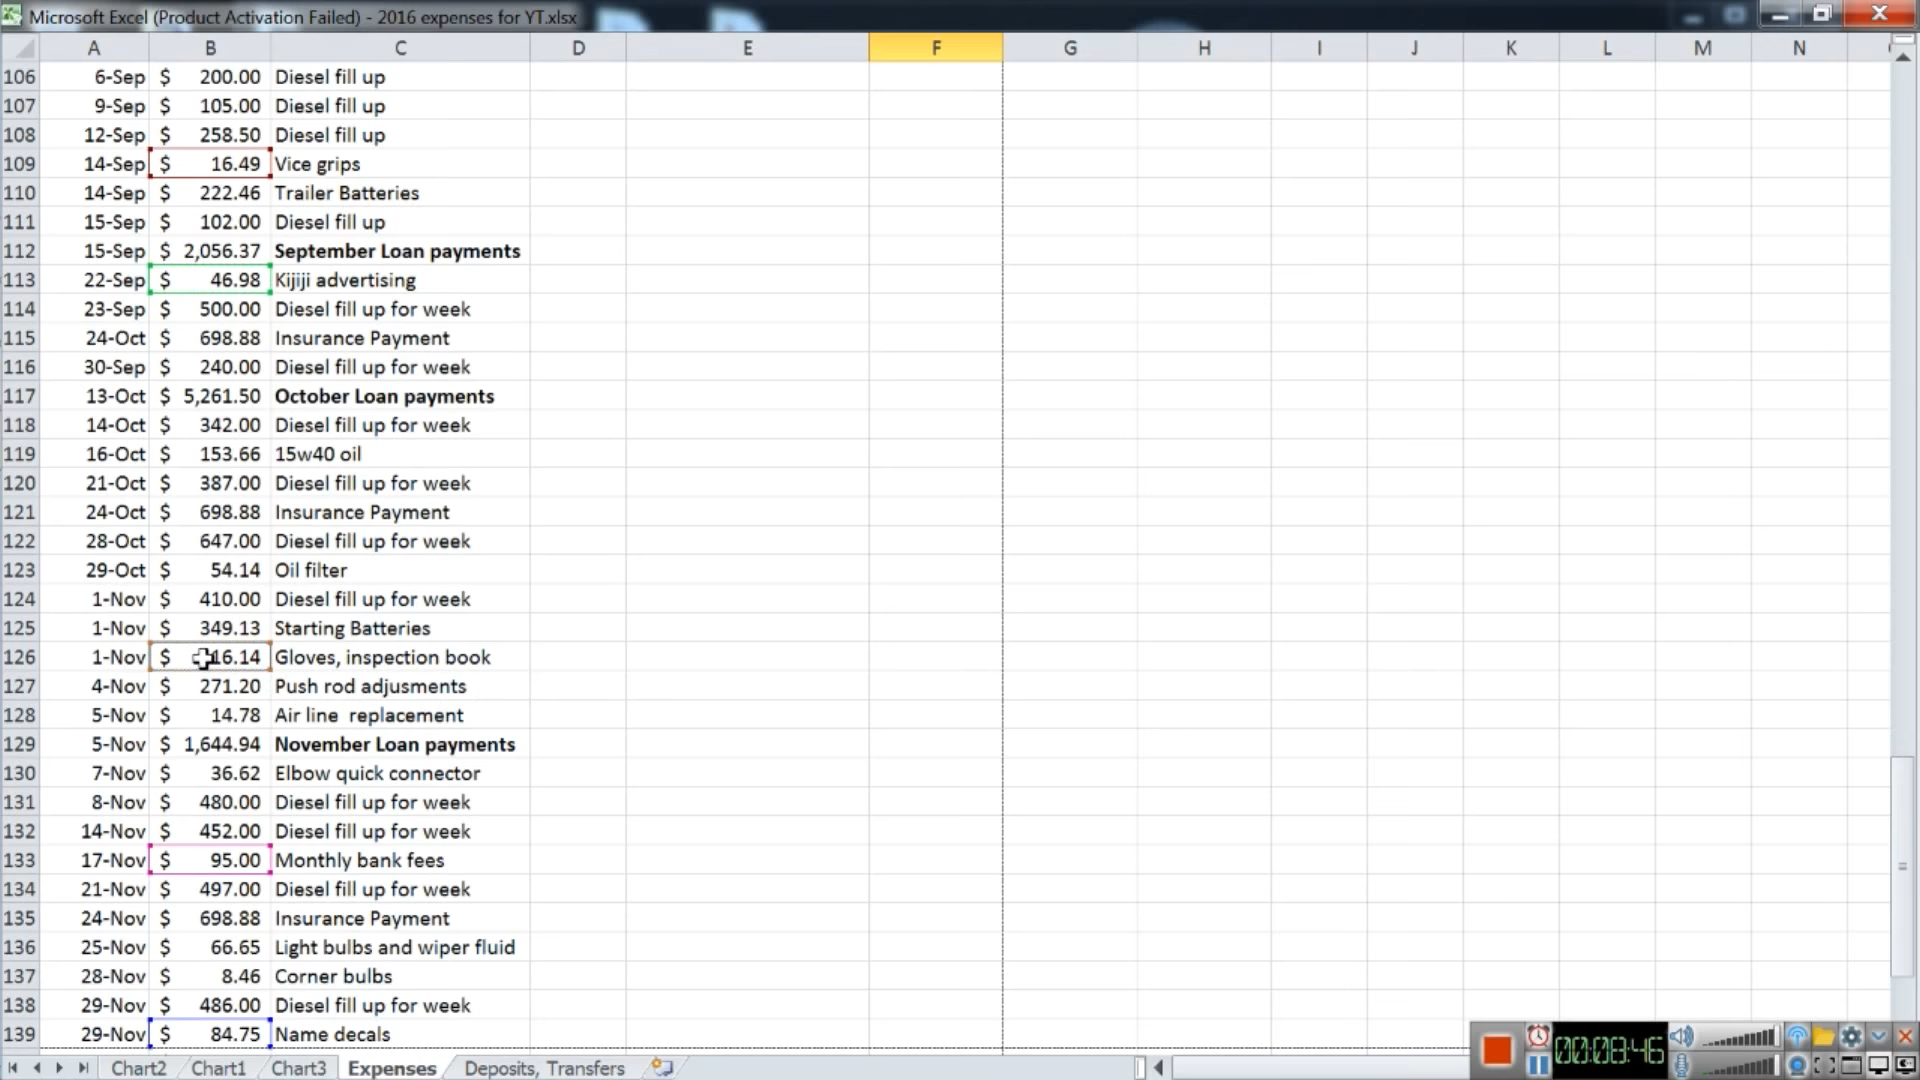 Microsoft Excel (Product Activation Failed) - 2016 expenses for YT.xlsx
A B C D E F G H I J K L M N
106 6-Sep $ 200.00 Diesel fill up
107 9-Sep $ 105.00 Diesel fill up
108 12-Sep $ 258.50 Diesel fill up
109 14-Sep $ 16.49 Vice grips
110 14-Sep $ 222.46 Trailer Batteries
111 15-Sep $ 102.00 Diesel fill up
112 15-Sep $ 2,056.37 September Loan payments
113 22-Sep $ 46.98 Kijiji advertising
114 23-Sep $ 500.00 Diesel fill up for week
115 24-Oct $ 698.88 Insurance Payment
116 30-Sep $ 240.00 Diesel fill up for week
117 13-Oct $ 5,261.50 October Loan payments
118 14-Oct $ 342.00 Diesel fill up for week
119 16-Oct $ 153.66 15w40 oil
120 21-Oct $ 387.00 Diesel fill up for week
121 24-Oct $ 698.88 Insurance Payment
122 28-Oct $ 647.00 Diesel fill up for week
123 29-Oct $ 54.14 Oil filter
124 1-Nov $ 410.00 Diesel fill up for week
125 1-Nov $ 349.13 Starting Batteries
126 1-Nov $ 16.14 Gloves, inspection book
127 4-Nov $ 271.20 Push rod adjusments
128 5-Nov $ 14.78 Air line replacement
129 5-Nov $ 1,644.94 November Loan payments
130 7-Nov $ 36.62 Elbow quick connector
131 8-Nov $ 480.00 Diesel fill up for week
132 14-Nov $ 452.00 Diesel fill up for week
133 17-Nov $ 95.00 Monthly bank fees
134 21-Nov $ 497.00 Diesel fill up for week
135 24-Nov $ 698.88 Insurance Payment
136 25-Nov $ 66.65 Light bulbs and wiper fluid
137 28-Nov $ 8.46 Corner bulbs
138 29-Nov $ 486.00 Diesel fill up for week
139 29-Nov $ 84.75 Name decals
Chart2 Chart1 Chart3 Expenses Deposits, Transfers
00:08:46